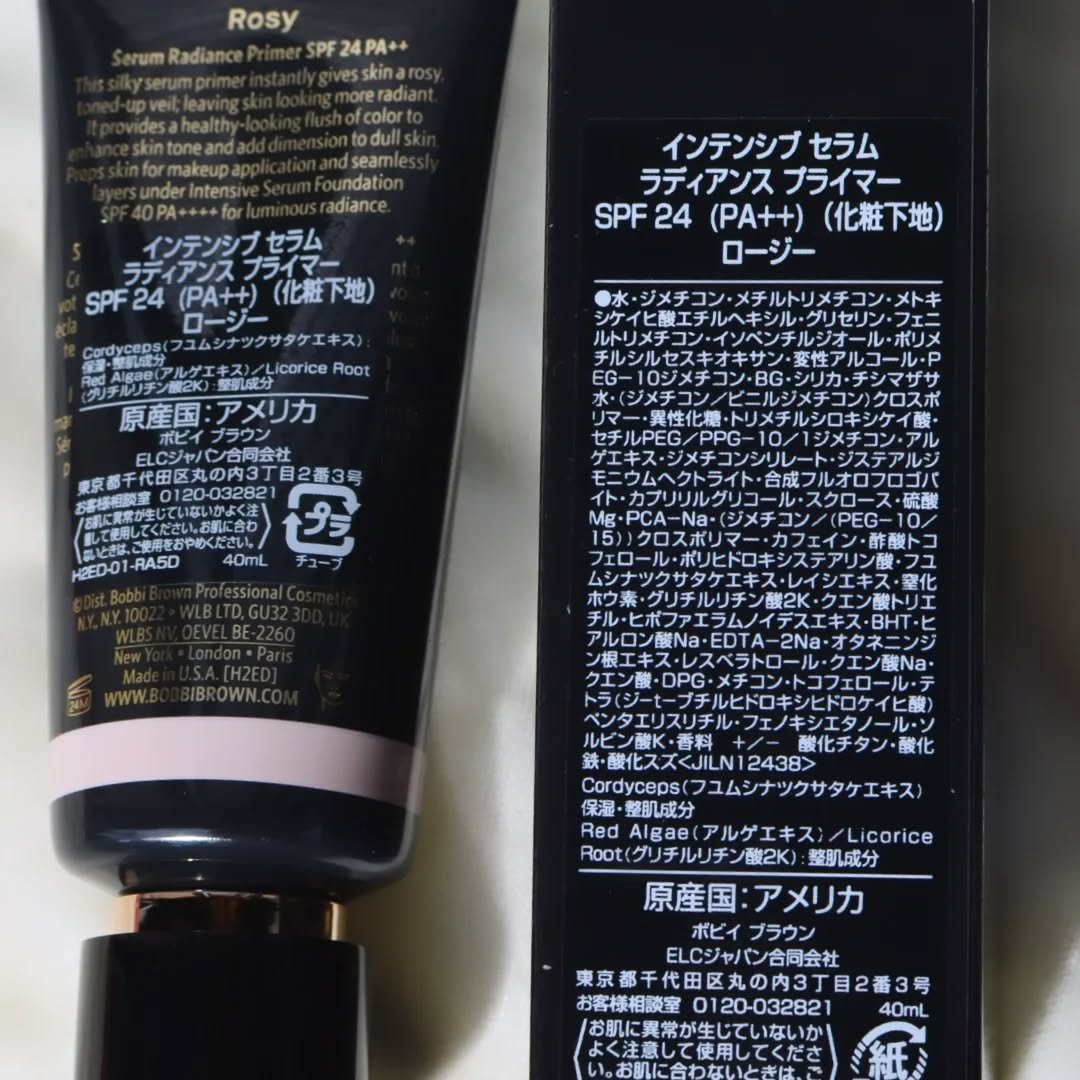 Rosy
Serum Radiance Primer SPF 24 PA++
This silky serum primer instantly gives skin a rosy,
toned-up veil; leaving skin looking more radiant.
It provides a healthy-looking flush of color to
enhance skin tone and add dimension to dull skin.
Preps skin for makeup application and seamlessly
layers under Intensive Serum Foundation
SPF 40 PA++++ for luminous radiance.
インテンシブ セラム
ラディアンス プライマー
SPF 24 (PA++)（化粧下地）
ロージー
Cordyceps(フユムシナツクサタケエキス):
保湿・整肌成分
Red Algae(アルゲエキス)/Licorice Root
(グリチルリチン酸2K):整肌成分
原産国:アメリカ
ボビイ ブラウン
ELCジャパン合同会社
東京都千代田区丸の内3丁目2番3号
お客様相談室 0120-032821
お肌に異常が生じていないかよく注
意して使用してください。お肌に合わ
ないときは、ご使用をおやめください。
プラ
チューブ
H2ED-01-RA5D 40mL
©Dist. Bobbi Brown Professional Cosmetics
N.Y., N.Y. 10022 • WLB LTD, GU32 3DD, UK
WLBS NV, OEVEL BE-2260
New York • London • Paris
Made in U.S.A. [H2ED]
24M WWW.BOBBIBROWN.COM
インテンシブ セラム
ラディアンス プライマー
SPF 24 (PA++)（化粧下地）
ロージー
●水・ジメチコン・メチルトリメチコン・メトキ
シケイヒ酸エチルヘキシル・グリセリン・フェニ
ルトリメチコン・イソペンチルジオール・ポリメ
チルシルセスキオキサン・変性アルコール・P
EG-10ジメチコン・BG・シリカ・チシマザサ
水・(ジメチコン/ビニルジメチコン)クロスポ
リマー・異性化糖・トリメチルシロキシケイ酸・
セチルPEG/PPG-10/1ジメチコン・アル
ゲエキス・ジメチコンシリレート・ジステアルジ
モニウムヘクトライト・合成フルオロフロゴパ
イト・カプリリルグリコール・スクロース・硫酸
Mg・PCA-Na・(ジメチコン/(PEG-10/
15))クロスポリマー・カフェイン・酢酸トコ
フェロール・ポリヒドロキシステアリン酸・フユ
ムシナツクサタケエキス・レイシエキス・窒化
ホウ素・グリチルリチン酸2K・クエン酸トリエ
チル・ヒポファエラムノイデスエキス・BHT・ヒ
アルロン酸Na・EDTA-2Na・オタネニンジ
ン根エキス・レスベラトロール・クエン酸Na・
クエン酸・DPG・メチコン・トコフェロール・テ
トラ(ジ-t-ブチルヒドロキシヒドロケイヒ酸)
ペンタエリスリチル・フェノキシエタノール・ソ
ルビン酸K・香料 +/- 酸化チタン・酸化
鉄・酸化スズ<JILN12438>
Cordyceps(フユムシナツクサタケエキス)
保湿・整肌成分
Red Algae(アルゲエキス)/Licorice
Root(グリチルリチン酸2K):整肌成分
原産国:アメリカ
ボビイ ブラウン
ELCジャパン合同会社
東京都千代田区丸の内3丁目2番3号
お客様相談室 0120-032821 40mL
お肌に異常が生じていないか
よく注意して使用してくださ
い。お肌に合わないときは、ご
紙